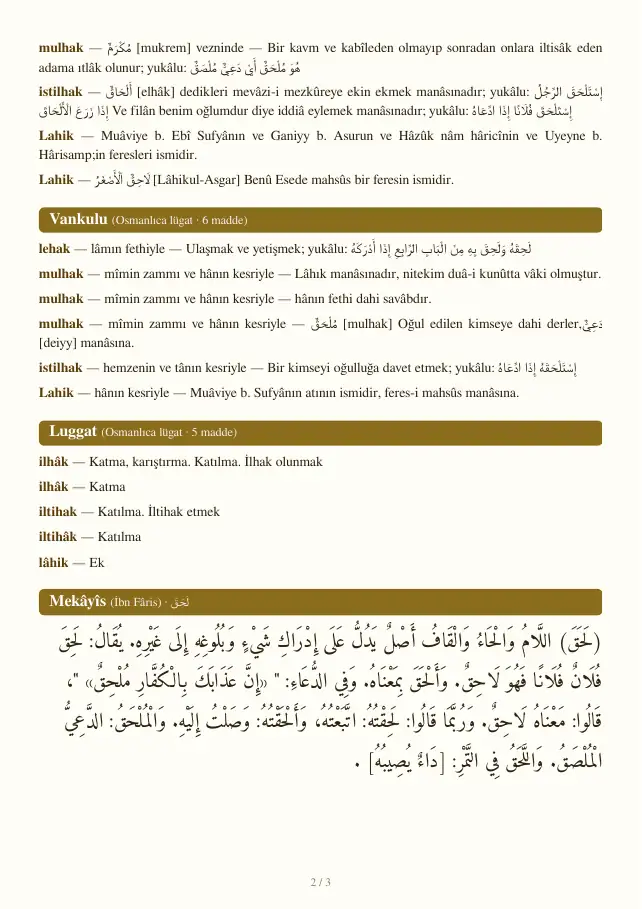 mulhak — مُكْرَمٌ [mukrem] vezninde — Bir kavm ve kabîleden olmayıp sonradan onlara iltisâk eden
adama ıtlâk olunur; yukâlu: هُوَ مُلْحَقٌ أَيْ دَعِيٌّ مُلْصَقٌ
istilhak — أَلْحَاقٌ [elhâk] dedikleri mevâzi-i mezkûreye ekin ekmek manâsınadır; yukâlu: إِسْتَلْحَقَ الرَّجُلُ
إِذَا زَرَعَ الْأَلْحَاقَ Ve filân benim oğlumdur diye iddiâ eylemek manâsınadır; yukâlu: إِسْتَلْحَقَ فُلَانًا إِذَا ادَّعَاهُ
Lahik — Muâviye b. Ebî Sufyânın ve Ganiyy b. Asurun ve Hâzûk nâm hâricînin ve Uyeyne b.
Hârisamp;in feresleri ismidir.
Lahik — لَاحِقٌ الْأَصْغَرُ [Lâhikul-Asgar] Benû Esede mahsûs bir feresin ismidir.
Vankulu (Osmanlıca lügat · 6 madde)
lehak — lâmın fethiyle — Ulaşmak ve yetişmek; yukâlu: لَحِقَهُ وَلَحِقَ بِهِ مِنَ الْبَابِ الرَّابِعِ إِذَا أَدْرَكَهُ
mulhak — mîmin zammı ve hânın kesriyle — Lâhık manâsınadır, nitekim duâ-i kunûtta vâki olmuştur.
mulhak — mîmin zammı ve hânın kesriyle — hânın fethi dahi savâbdır.
mulhak — mîmin zammı ve hânın kesriyle — مُلْحَقٌ [mulhak] Oğul edilen kimseye dahi derler,دَعِيٌّ
[deiyy] manâsına.
istilhak — hemzenin ve tânın kesriyle — Bir kimseyi oğulluğa davet etmek; yukâlu: إِسْتَلْحَقَهُ إِذَا ادَّعَاهُ
Lahik — hânın kesriyle — Muâviye b. Sufyânın atının ismidir, feres-i mahsûs manâsına.
Luggat (Osmanlıca lügat · 5 madde)
ilhâk — Katma, karıştırma. Katılma. İlhak olunmak
ilhâk — Katma
iltihak — Katılma. İltihak etmek
iltihâk — Katılma
lâhik — Ek
Mekâyîs (İbn Fâris) · لَحَقَ
(لَحَقَ) اللَّامُ وَالْحَاءُ وَالْقَافُ أَصْلٌ يَدُلُّ عَلَى إِدْرَاكِ شَيْءٍ وَبُلُوغِهِ إِلَى غَيْرِهِ. يُقَالُ: لَحِقَ
فُلَانٌ فُلَانًا فَهُوَ لَاحِقٌ. وَأَلْحَقَ بِمَعْنَاهُ. وَفِي الدُّعَاءِ: " «إِنَّ عَذَابَكَ بِالْكُفَّارِ مُلْحِقٌ» "،
قَالُوا: مَعْنَاهُ لَاحِقٌ. وَرُبَّمَا قَالُوا: لَحِقْتُهُ: اتَّبَعْتُهُ، وَأَلْحَقْتُهُ: وَصَلْتُ إِلَيْهِ. وَالْمُلْحَقُ: الدَّعِيُّ
الْمُلْصَقُ. وَاللَّحَقُ فِي التَّمْرِ: [دَاءٌ يُصِيبُهُ] .
2 / 3